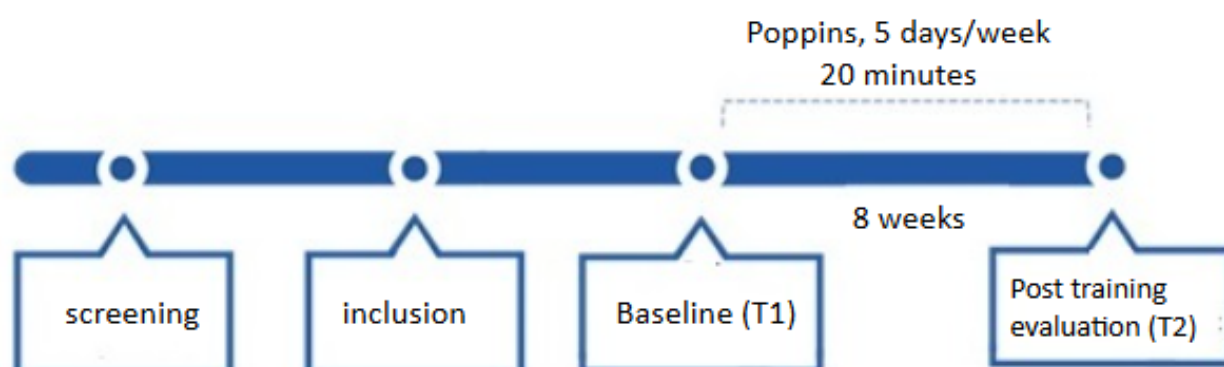 Poppins, 5 days/week
20 minutes
8 weeks
screening
inclusion
Baseline (T1)
Post training
evaluation (T2)